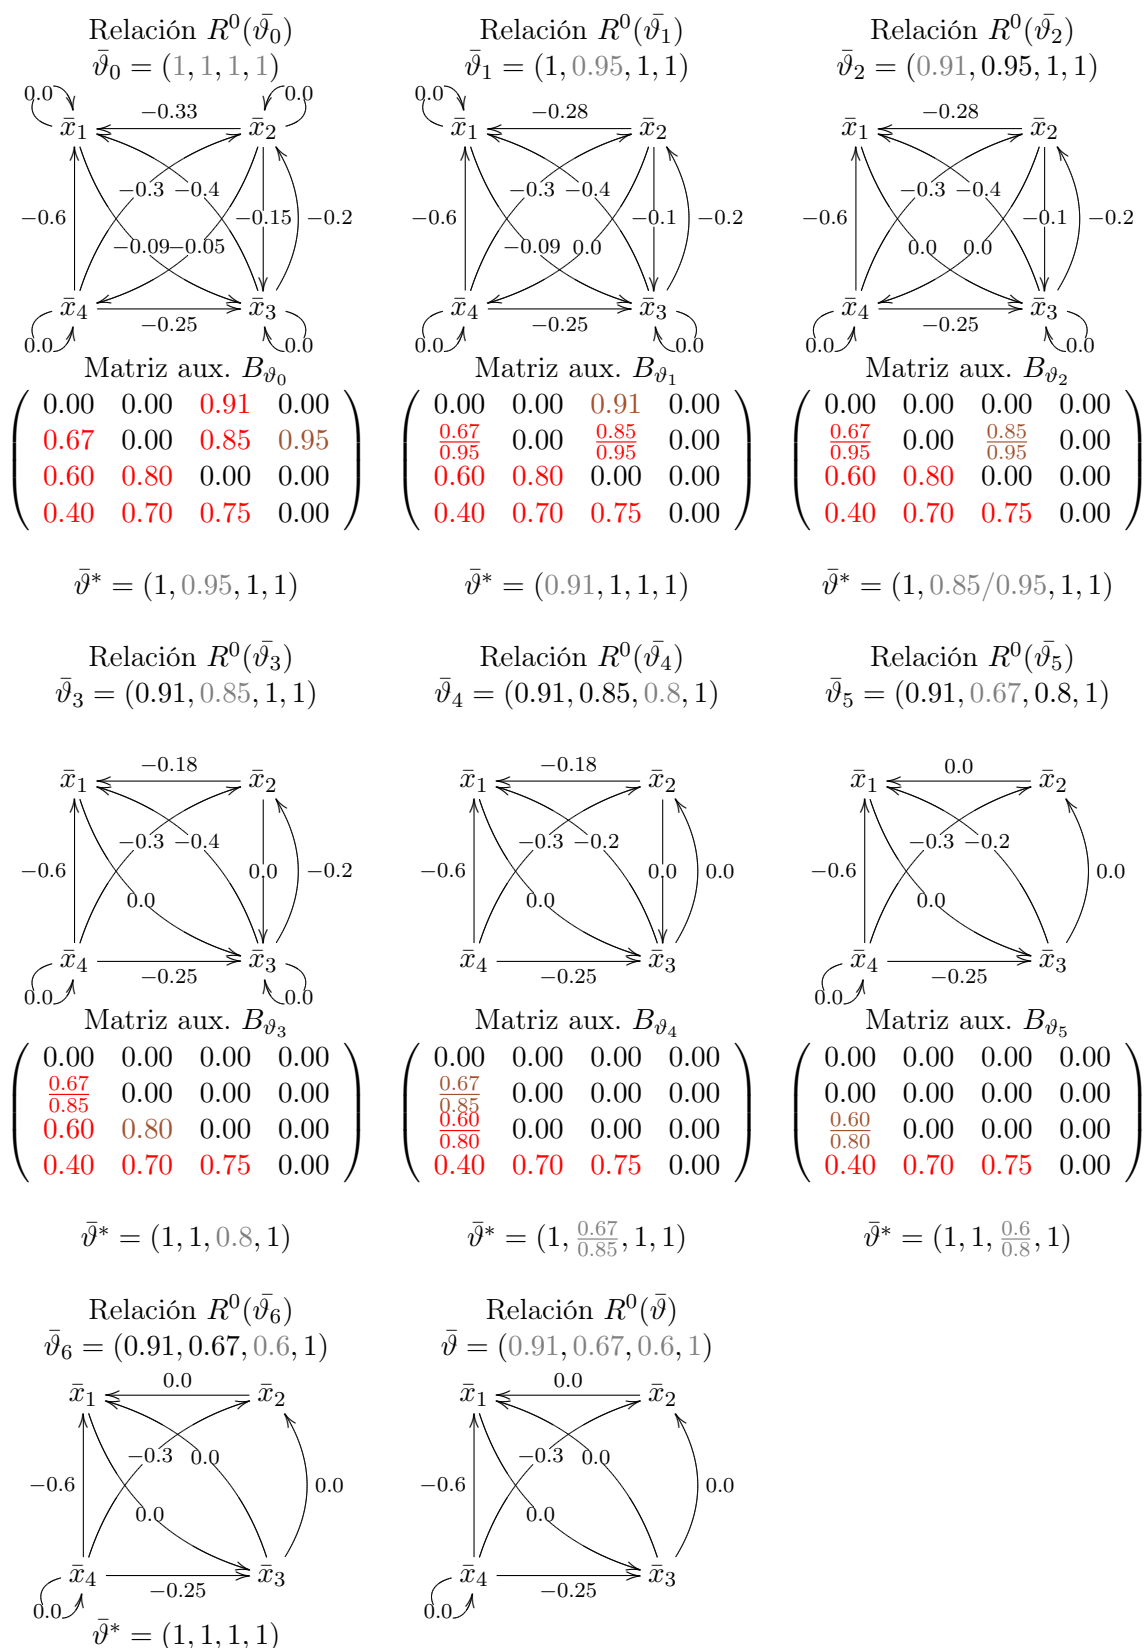 Relación R⁰(ϑ̄₀) Relación R⁰(ϑ̄₁) Relación R⁰(ϑ̄₂)
ϑ̄₀ = (1, 1, 1, 1) ϑ̄₁ = (1, 0.95, 1, 1) ϑ̄₂ = (0.91, 0.95, 1, 1)
0.0 −0.33 0.0 0.0 −0.28 −0.28
x̄₁ x̄₂ x̄₁ x̄₂ x̄₁ x̄₂
−0.3 −0.4 −0.3 −0.4 −0.3 −0.4
−0.6 −0.15 −0.2 −0.6 −0.1 −0.2 −0.6 −0.1 −0.2
−0.09 −0.05 −0.09 0.0 0.0 0.0
x̄₄ x̄₃ x̄₄ x̄₃ x̄₄ x̄₃
−0.25 −0.25 −0.25
0.0 0.0 0.0 0.0 0.0 0.0
Matriz aux. B_ϑ₀ Matriz aux. B_ϑ₁ Matriz aux. B_ϑ₂
0.00 0.00 0.91 0.00 0.00 0.00 0.91 0.00 0.00 0.00 0.00 0.00
0.67 0.00 0.85 0.95 0.67/0.95 0.00 0.85/0.95 0.00 0.67/0.95 0.00 0.85/0.95 0.00
0.60 0.80 0.00 0.00 0.60 0.80 0.00 0.00 0.60 0.80 0.00 0.00
0.40 0.70 0.75 0.00 0.40 0.70 0.75 0.00 0.40 0.70 0.75 0.00
ϑ̄* = (1, 0.95, 1, 1) ϑ̄* = (0.91, 1, 1, 1) ϑ̄* = (1, 0.85/0.95, 1, 1)
Relación R⁰(ϑ̄₃) Relación R⁰(ϑ̄₄) Relación R⁰(ϑ̄₅)
ϑ̄₃ = (0.91, 0.85, 1, 1) ϑ̄₄ = (0.91, 0.85, 0.8, 1) ϑ̄₅ = (0.91, 0.67, 0.8, 1)
−0.18 −0.18 0.0
x̄₁ x̄₂ x̄₁ x̄₂ x̄₁ x̄₂
−0.3 −0.4 −0.3 −0.2 −0.3 −0.2
−0.6 0.0 −0.2 −0.6 0.0 0.0 −0.6 0.0
0.0 0.0 0.0
x̄₄ x̄₃ x̄₄ x̄₃ x̄₄ x̄₃
−0.25 −0.25 −0.25
0.0 0.0 0.0
Matriz aux. B_ϑ₃ Matriz aux. B_ϑ₄ Matriz aux. B_ϑ₅
0.00 0.00 0.00 0.00 0.00 0.00 0.00 0.00 0.00 0.00 0.00 0.00
0.67/0.85 0.00 0.00 0.00 0.67/0.85 0.00 0.00 0.00 0.00 0.00 0.00 0.00
0.60 0.80 0.00 0.00 0.60/0.80 0.00 0.00 0.00 0.60/0.80 0.00 0.00 0.00
0.40 0.70 0.75 0.00 0.40 0.70 0.75 0.00 0.40 0.70 0.75 0.00
ϑ̄* = (1, 1, 0.8, 1) ϑ̄* = (1, 0.67/0.85, 1, 1) ϑ̄* = (1, 1, 0.6/0.8, 1)
Relación R⁰(ϑ̄₆) Relación R⁰(ϑ̄)
ϑ̄₆ = (0.91, 0.67, 0.6, 1) ϑ̄ = (0.91, 0.67, 0.6, 1)
0.0 0.0
x̄₁ x̄₂ x̄₁ x̄₂
−0.3 0.0 −0.3 0.0
−0.6 0.0 −0.6 0.0
0.0 0.0
x̄₄ x̄₃ x̄₄ x̄₃
−0.25 −0.25
0.0 0.0
ϑ̄* = (1, 1, 1, 1)